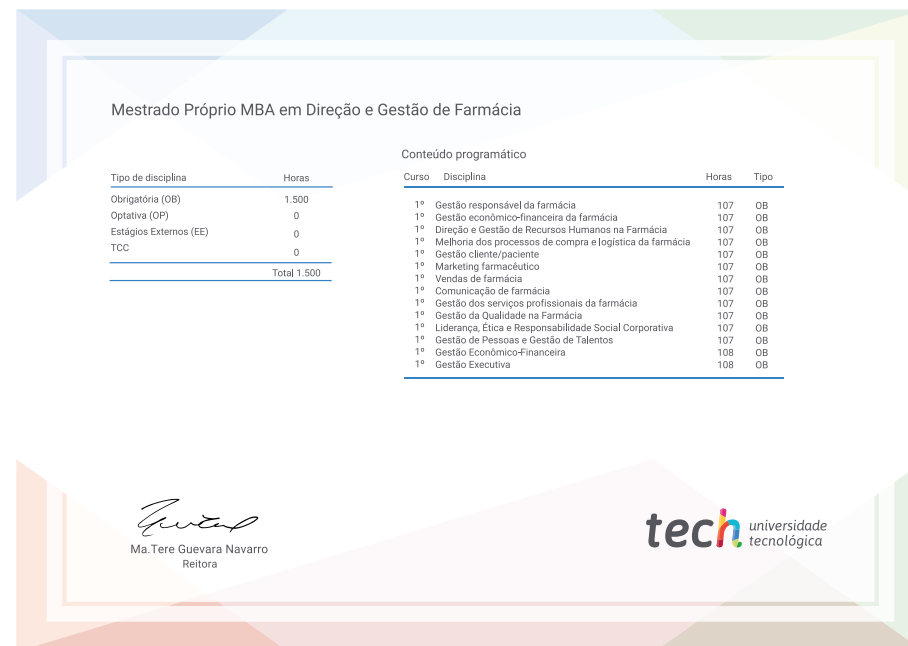 Mestrado Próprio MBA em Direção e Gestão de Farmácia
Tipo de disciplina Horas
Obrigatória (OB) 1.500
Optativa (OP) 0
Estágios Externos (EE) 0
TCC 0
Total 1.500
Conteúdo programático
Curso Disciplina Horas Tipo
1º Gestão responsável da farmácia 107 OB
1º Gestão econômico-financeira da farmácia 107 OB
1º Direção e Gestão de Recursos Humanos na Farmácia 107 OB
1º Melhoria dos processos de compra e logística da farmácia 107 OB
1º Gestão cliente/paciente 107 OB
1º Marketing farmacêutico 107 OB
1º Vendas de farmácia 107 OB
1º Comunicação de farmácia 107 OB
1º Gestão dos serviços profissionais da farmácia 107 OB
1º Gestão da Qualidade na Farmácia 107 OB
1º Liderança, Ética e Responsabilidade Social Corporativa 107 OB
1º Gestão de Pessoas e Gestão de Talentos 107 OB
1º Gestão Econômico-Financeira 108 OB
1º Gestão Executiva 108 OB
Ma.Tere Guevara Navarro
Reitora
tech universidade
tecnológica